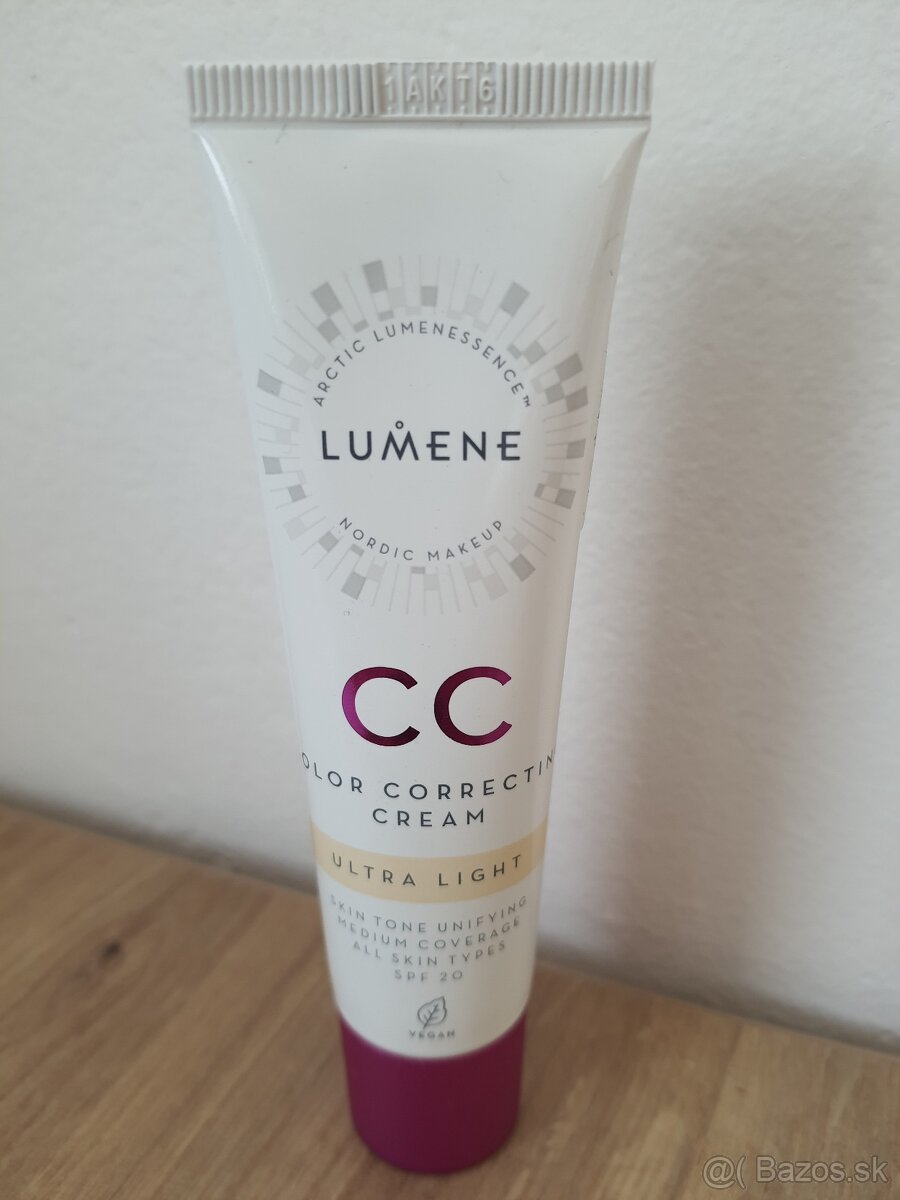 1AKT6
ARCTIC LUMENESSENCE™
LUMENE
NORDIC MAKEUP
CC
OLOR CORRECTIN
CREAM
ULTRA LIGHT
SKIN TONE UNIFYING
MEDIUM COVERAGE
ALL SKIN TYPES
SPF 20
VEGAN
@( Bazos.sk